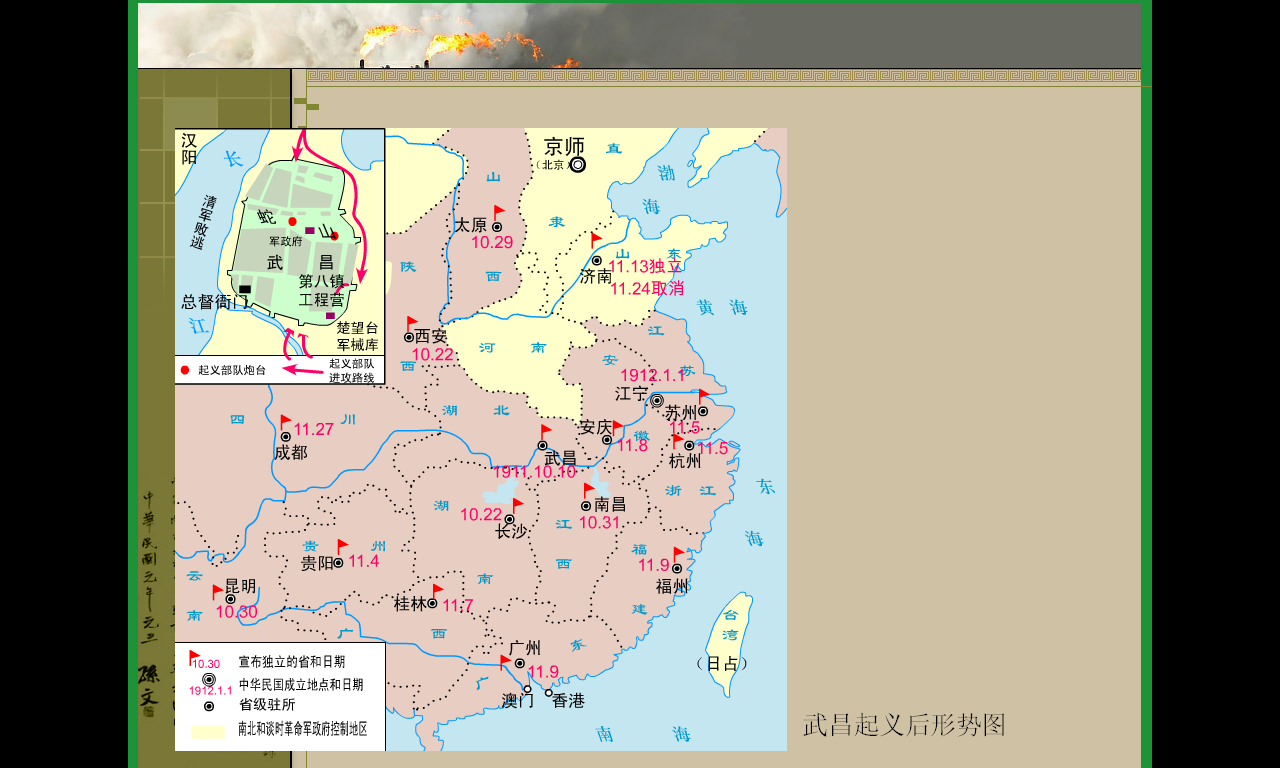 汉阳
长
江
清军败逃
蛇
山
军政府
武昌
第八镇
工程营
总督衙门
楚望台
军械库
起义部队炮台
起义部队
进攻路线
京师
(北京)
直
隶
渤
海
山
西
太原
10.29
山
东
济南
11.13独立
11.24取消
黄海
陕
西
西安
10.22
河南
江
苏
安
徽
1912.1.1
江宁
苏州
11.5
安庆
11.8
杭州
11.5
湖北
武昌
1911.10.10
四川
11.27
成都
浙江
东
海
湖
南
10.22
长沙
南昌
10.31
江
西
贵州
贵阳
11.4
福
建
11.9
福州
云
南
昆明
10.30
桂林
11.7
广西
广州
11.9
广东
澳门
香港
台
湾
(日占)
南海
10.30
宣布独立的省和日期
1912.1.1
中华民国成立地点和日期
省级驻所
南北和谈时革命军政府控制地区
武昌起义后形势图
中華民國元年元旦
孫文